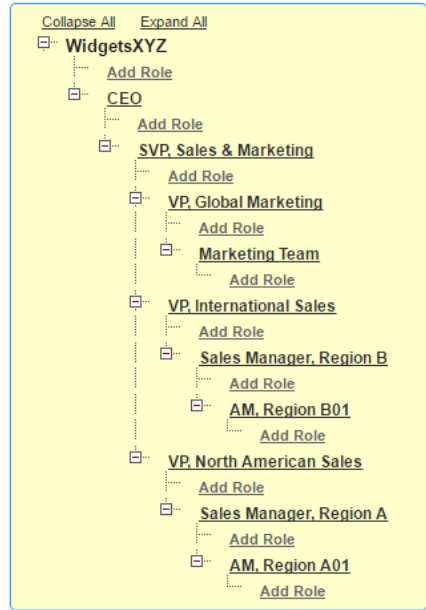 Collapse All Expand All
WidgetsXYZ
Add Role
CEO
Add Role
SVP, Sales & Marketing
Add Role
VP, Global Marketing
Add Role
Marketing Team
Add Role
VP, International Sales
Add Role
Sales Manager, Region B
Add Role
AM, Region B01
Add Role
VP, North American Sales
Add Role
Sales Manager, Region A
Add Role
AM, Region A01
Add Role